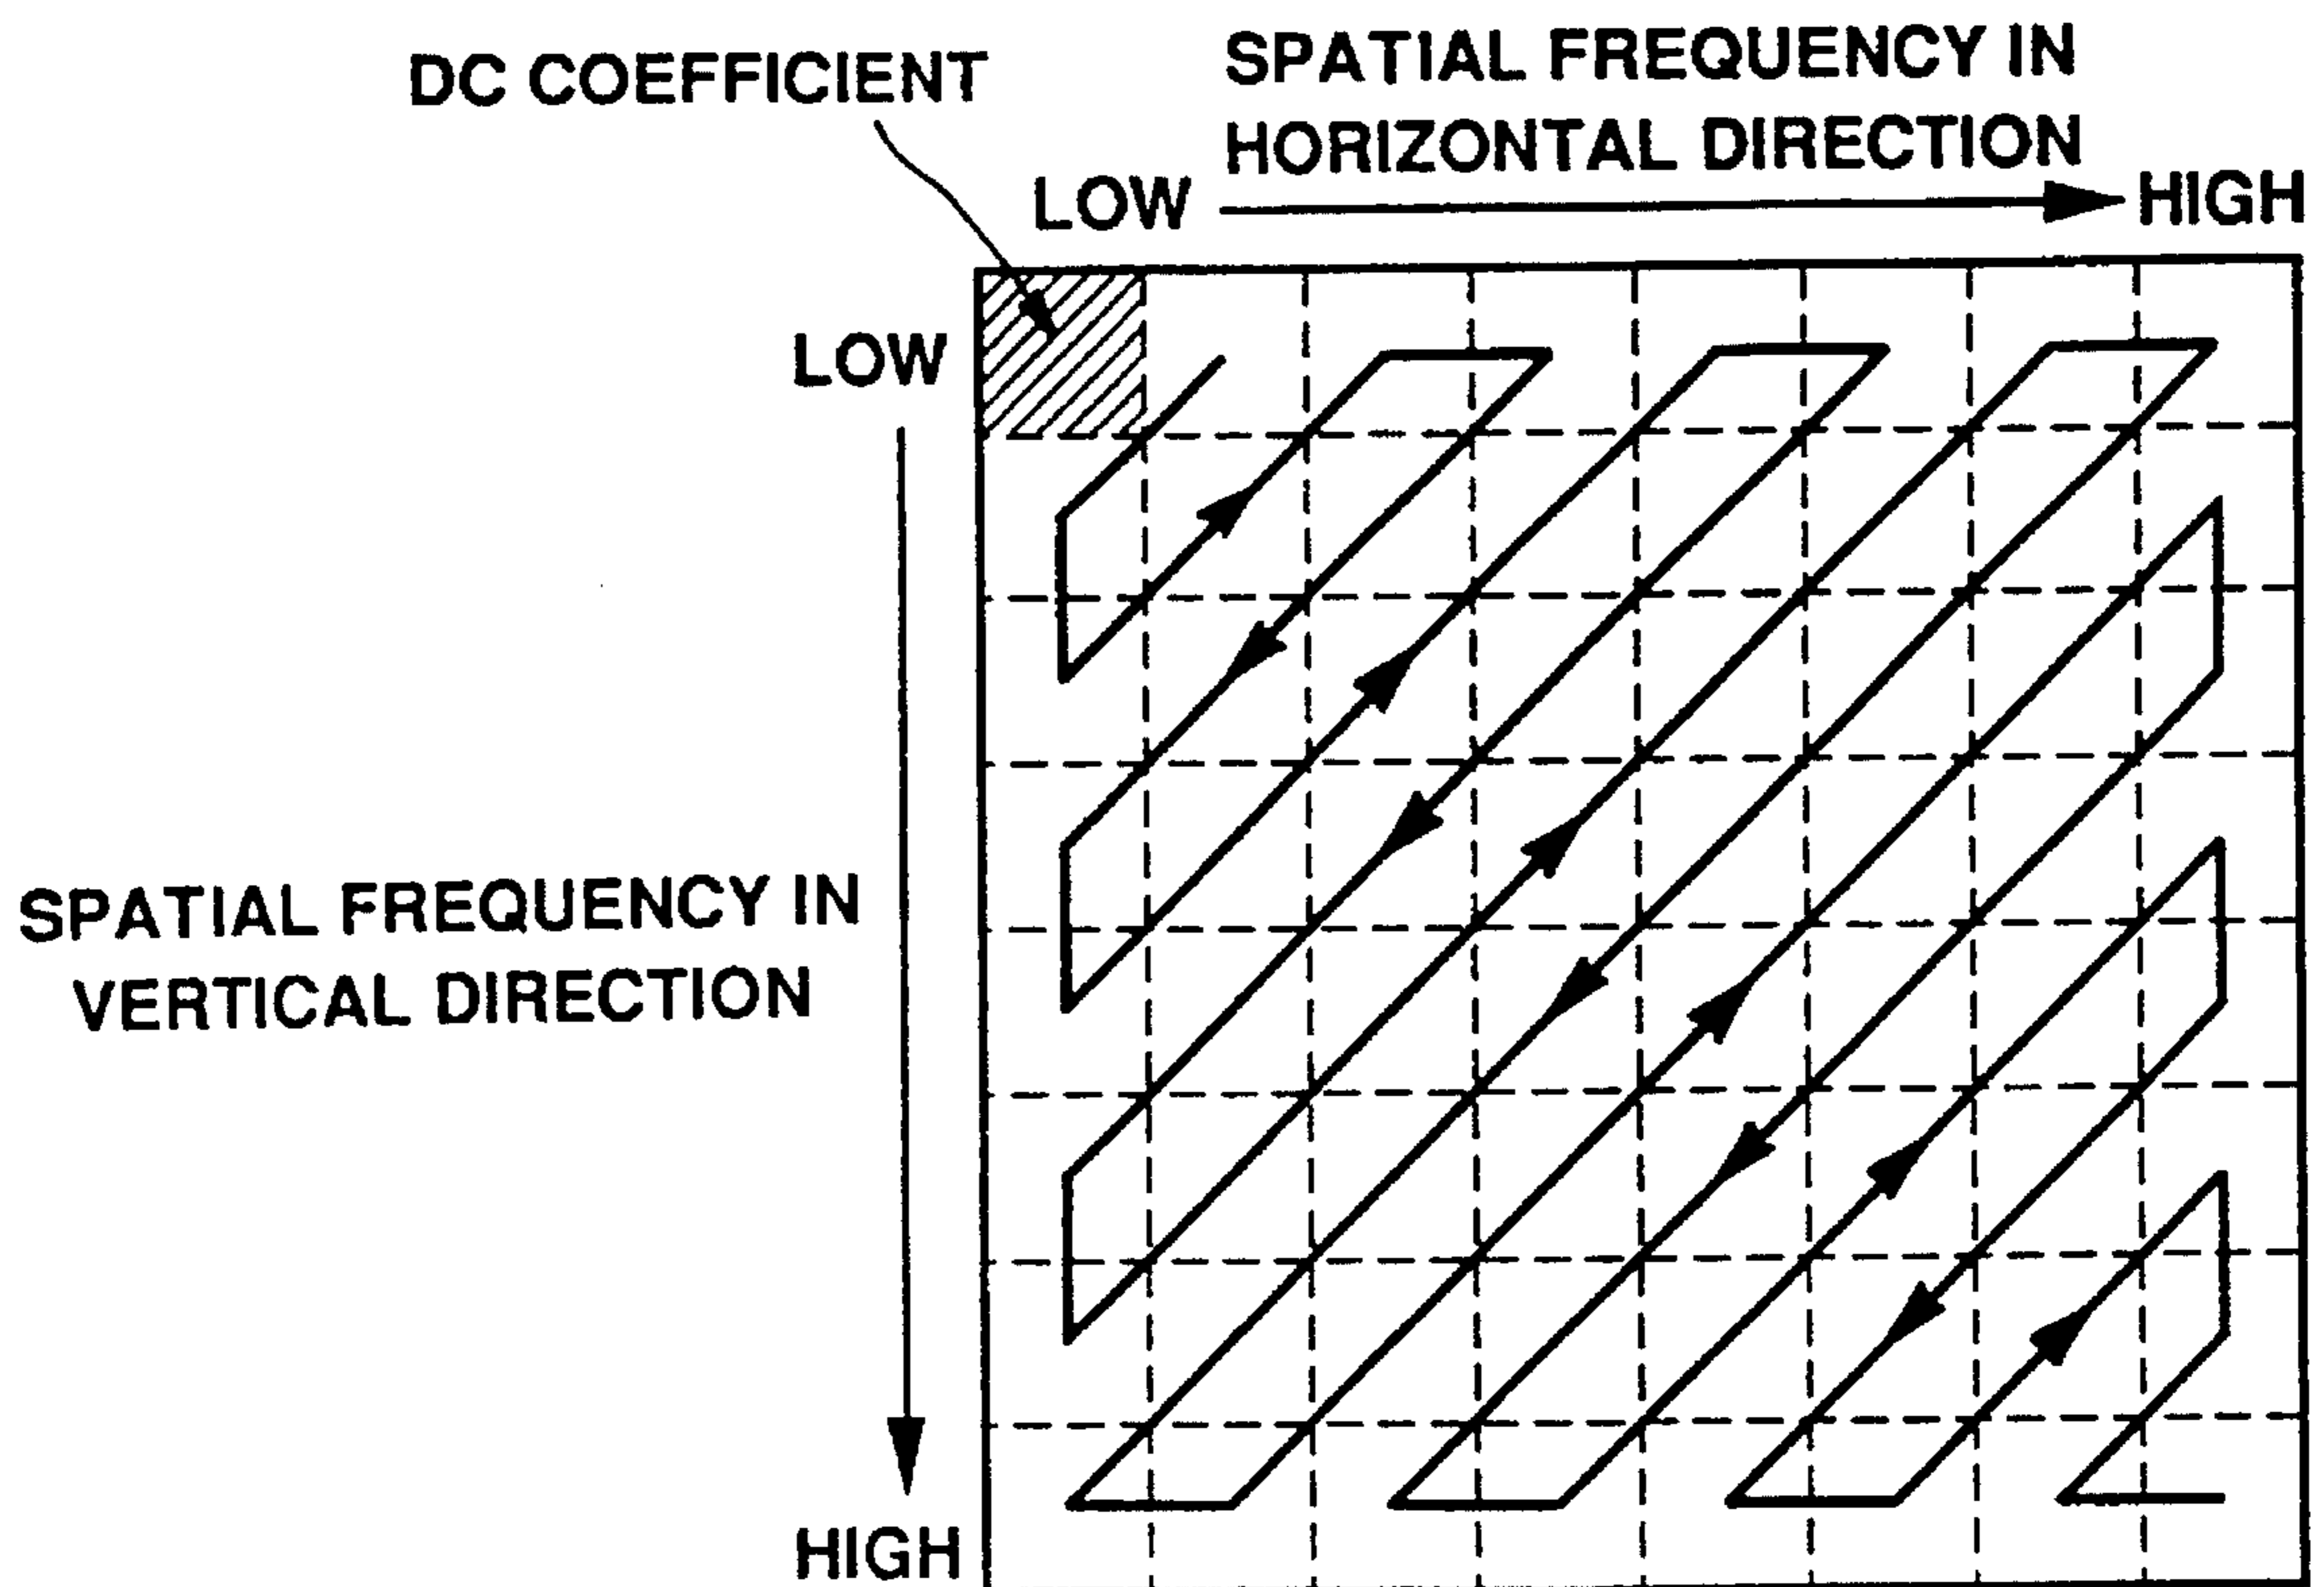 DC COEFFICIENT
SPATIAL FREQUENCY IN
HORIZONTAL DIRECTION
LOW
HIGH
LOW
SPATIAL FREQUENCY IN
VERTICAL DIRECTION
HIGH